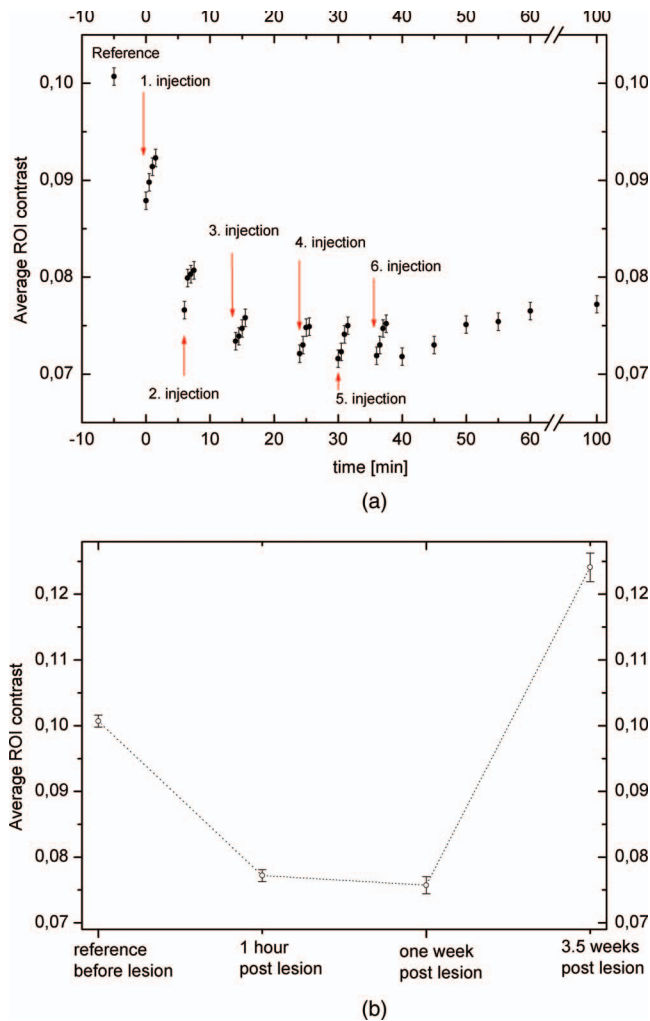 -10 0 10 20 30 40 50 60 100
Reference
0,10 0,10
1. injection
Average ROI contrast
0,09 0,09
3. injection
4. injection
6. injection
0,08 0,08
2. injection
5. injection
0,07 0,07
-10 0 10 20 30 40 50 60 100
time [min]
(a)
0,12 0,12
0,11 0,11
Average ROI contrast
0,10 0,10
0,09 0,09
0,08 0,08
0,07 0,07
reference 1 hour one week 3.5 weeks
before lesion post lesion post lesion post lesion
(b)